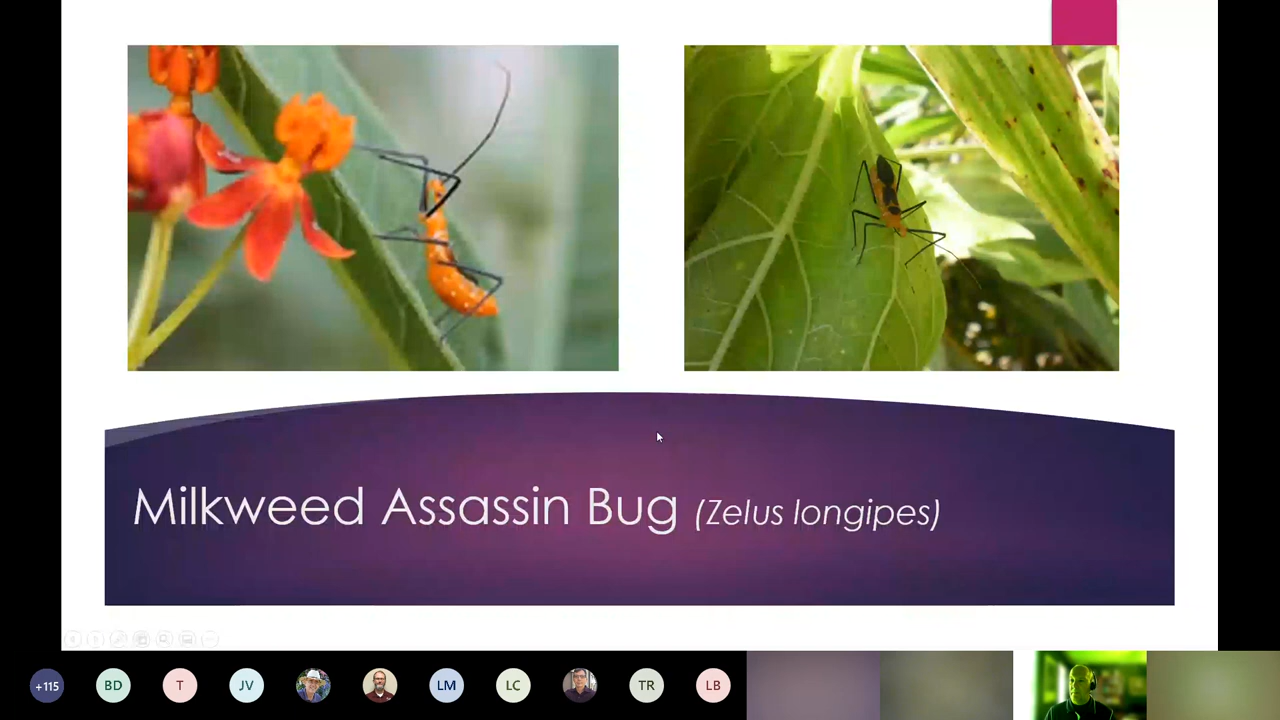 Milkweed Assassin Bug (Zelus longipes)
+115
BD
T
JV
LM
LC
TR
LB